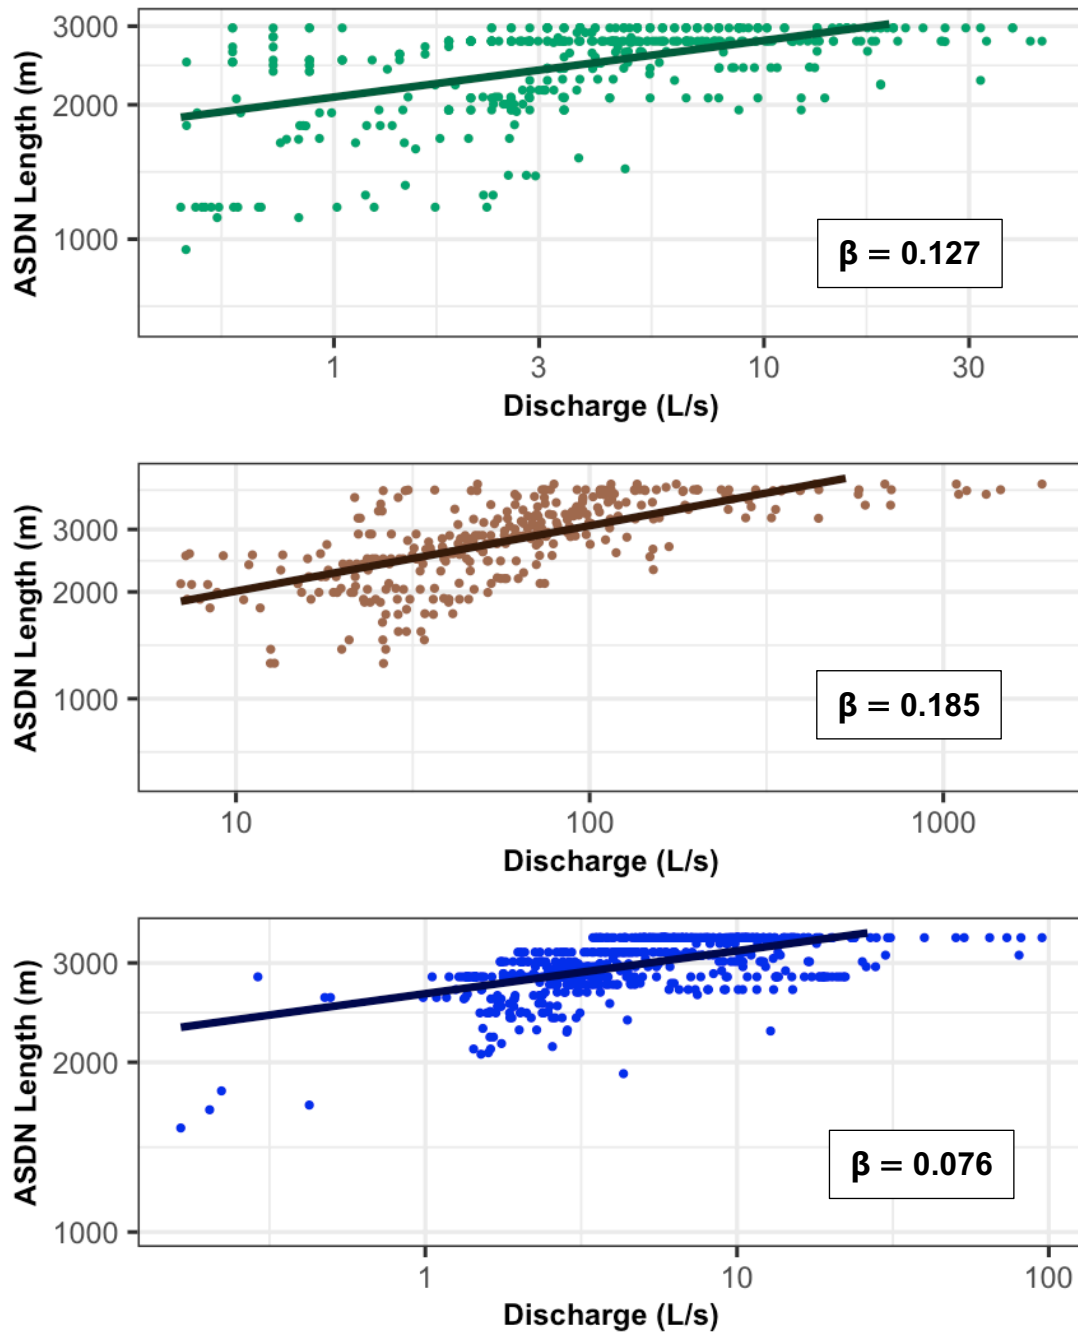 ASDN Length (m)
3000
2000
1000
β = 0.127
1
3
10
30
Discharge (L/s)
ASDN Length (m)
3000
2000
1000
β = 0.185
10
100
1000
Discharge (L/s)
ASDN Length (m)
3000
2000
1000
β = 0.076
1
10
100
Discharge (L/s)